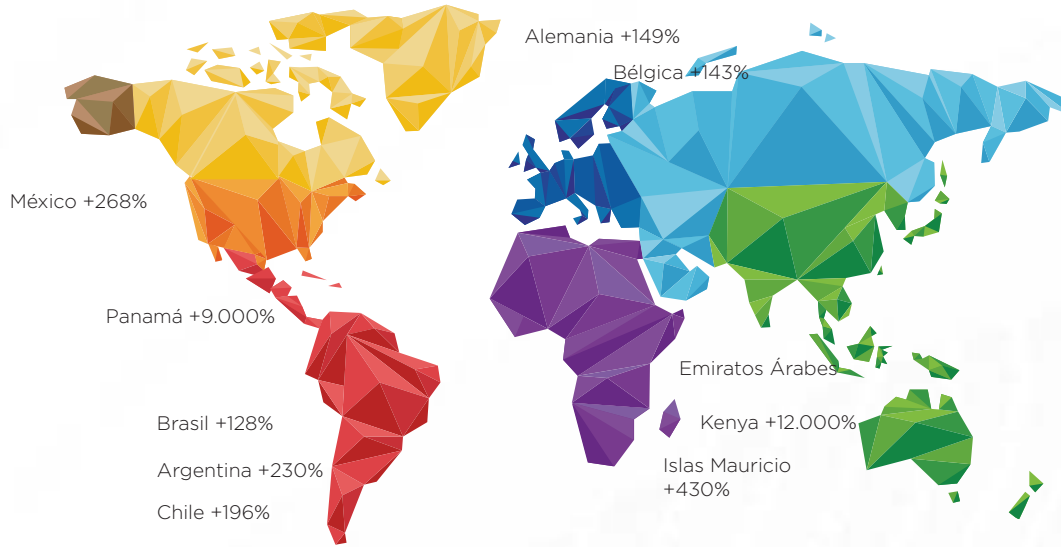 Alemania +149%
Bélgica +143%
México +268%
Panamá +9.000%
Emiratos Árabes
Brasil +128%
Kenya +12.000%
Argentina +230%
Islas Mauricio
+430%
Chile +196%